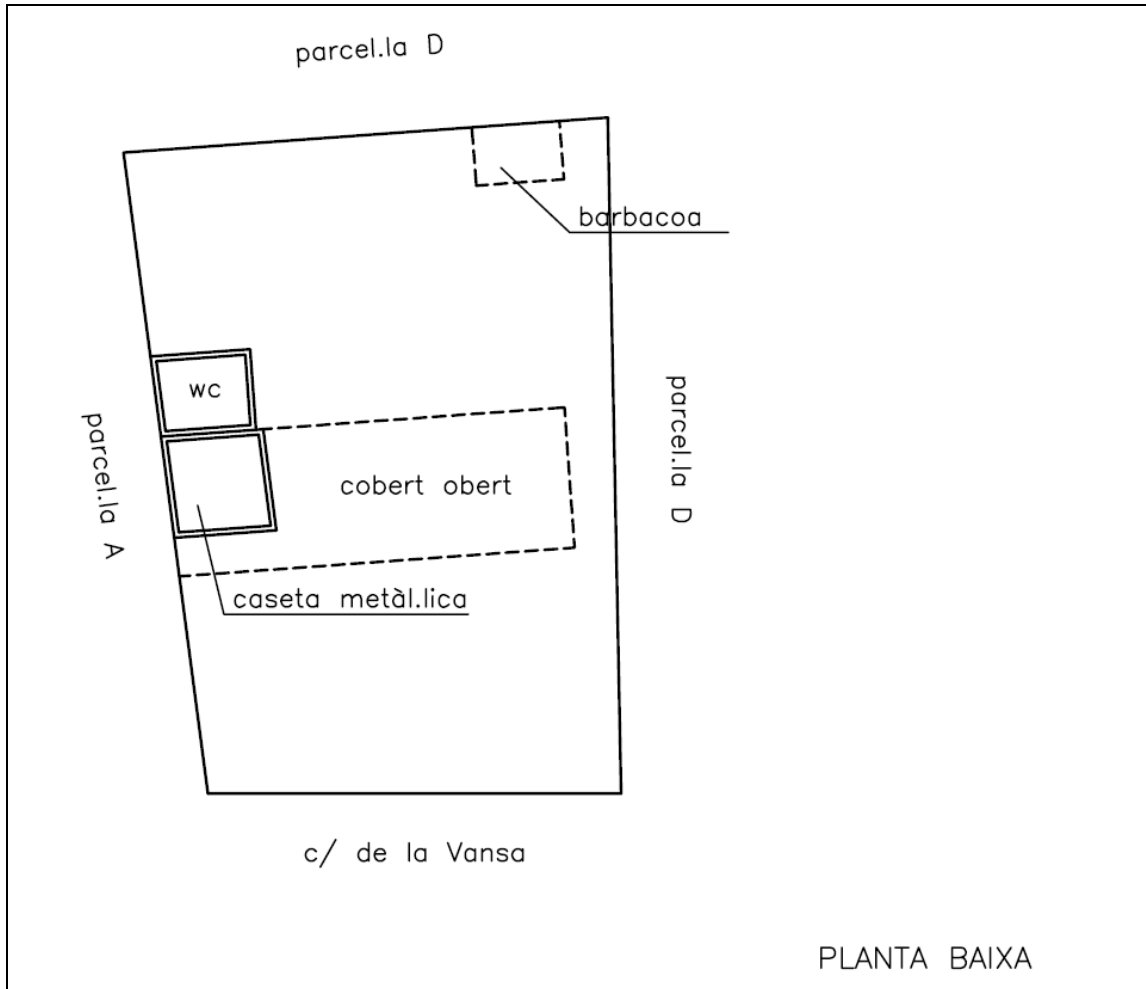 parcel.la D
barbacoa
wc
parcel.la D
parcel.la A
cobert obert
caseta metàl.lica
c/ de la Vansa
PLANTA BAIXA